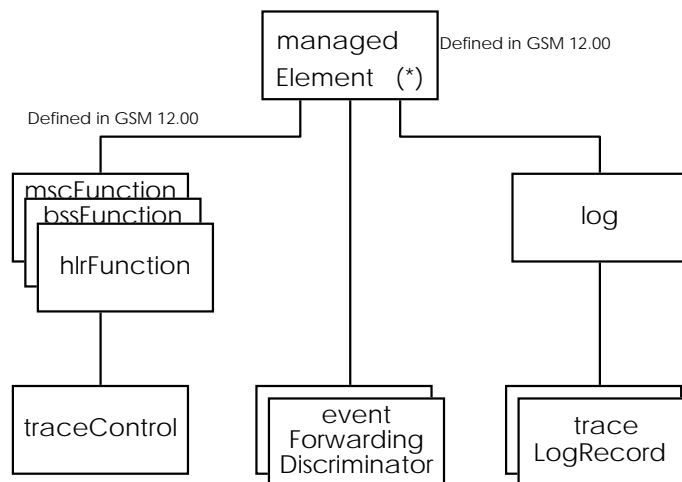 managed
Element (*)
Defined in GSM 12.00
Defined in GSM 12.00
mscFunction
bssFunction
hlrFunction
log
traceControl
event
Forwarding
Discriminator
trace
LogRecord